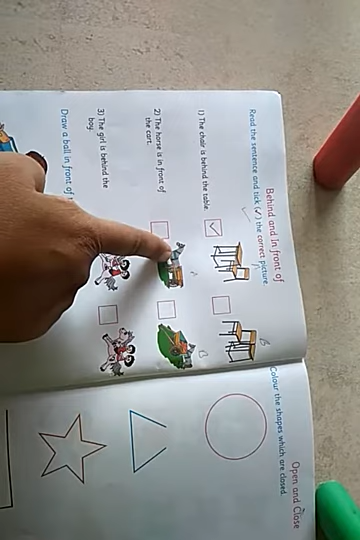 Behind and In front of
Read the sentence and tick (✓) the correct picture.
A
B
1) The chair is behind the table.
2) The horse is in front of
the cart.
A
B
3) The girl is behind the
boy.
Draw a ball in front of
Open and Close
Colour the shapes which are closed.